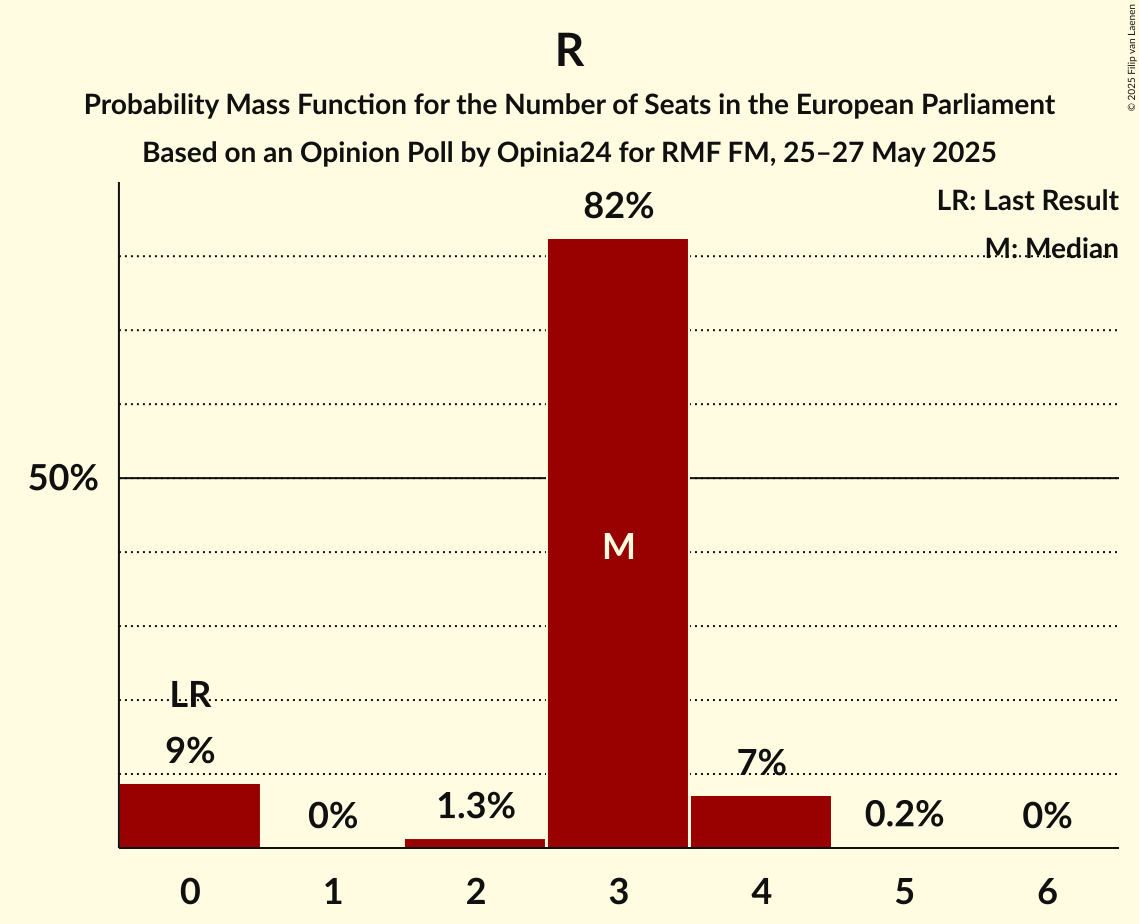 R
Probability Mass Function for the Number of Seats in the European Parliament
Based on an Opinion Poll by Opinia24 for RMF FM, 25–27 May 2025
© 2025 Filip van Laenen
LR: Last Result
M: Median
82%
50%
M
LR
9%
0%
1.3%
7%
0.2%
0%
0 1 2 3 4 5 6